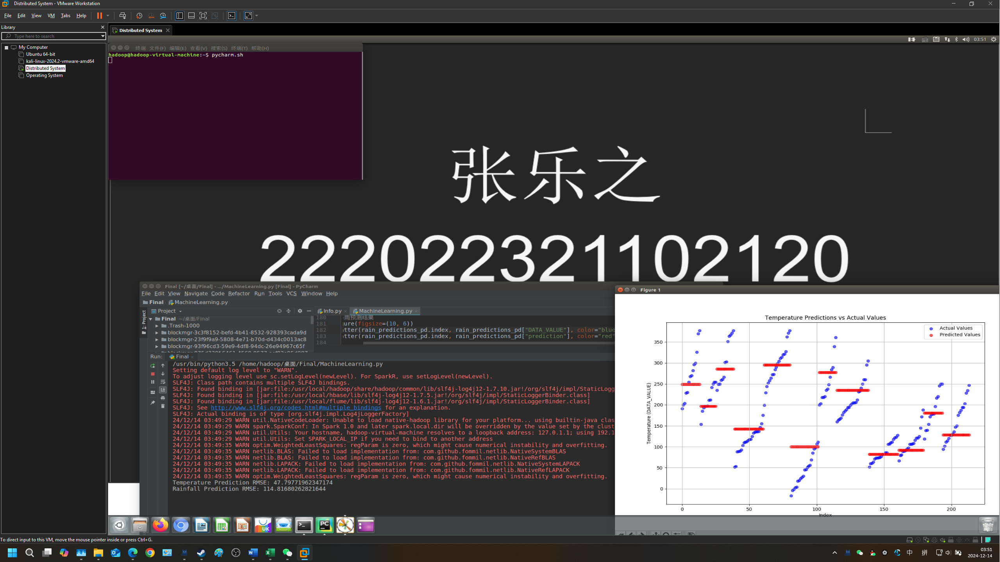 Distributed System - VMware Workstation
File Edit View VM Tabs Help
Library
Type here to search
My Computer
Ubuntu 64-bit
kali-linux-2024.2-vmware-amd64
Distributed System
Operating System
Distributed System
03:51
终端 文件(F) 编辑(E) 查看(V) 搜索(S) 终端(T) 帮助(H)
hadoop@hadoop-virtual-machine:~$ pycharm.sh
张乐之
222022321102120
Final [~/桌面/Final] - .../MachineLearning.py [Final] - PyCharm
File Edit View Navigate Code Refactor Run Tools VCS Window Help
Final MachineLearning.py
1: Project
Project
Info.py MachineLearning.py
Final ~/桌面/Final
.Trash-1000
blockmgr-3c3f8152-befd-4b41-8532-928393cada9d
blockmgr-23f9f9a9-5808-4e71-b70d-d434c0013ac8
blockmgr-93f96cd3-59e9-4df8-94dc-26e94967c65f
180 雨预测结果
181 ure(figsize=(10, 6))
182 tter(rain_predictions_pd.index, rain_predictions_pd["DATA_VALUE"], color="blue
183 tter(rain_predictions_pd.index, rain_predictions_pd["prediction"], color="red"
184
Run: Final
/usr/bin/python3.5 /home/hadoop/桌面/Final/MachineLearning.py
Setting default log level to "WARN".
To adjust logging level use sc.setLogLevel(newLevel). For SparkR, use setLogLevel(newLevel).
SLF4J: Class path contains multiple SLF4J bindings.
SLF4J: Found binding in [jar:file:/usr/local/hadoop/share/hadoop/common/lib/slf4j-log4j12-1.7.10.jar!/org/slf4j/impl/StaticLogg
SLF4J: Found binding in [jar:file:/usr/local/hbase/lib/slf4j-log4j12-1.7.5.jar!/org/slf4j/impl/StaticLoggerBinder.class]
SLF4J: Found binding in [jar:file:/usr/local/flume/lib/slf4j-log4j12-1.6.1.jar!/org/slf4j/impl/StaticLoggerBinder.class]
SLF4J: See http://www.slf4j.org/codes.html#multiple_bindings for an explanation.
SLF4J: Actual binding is of type [org.slf4j.impl.Log4jLoggerFactory]
24/12/14 03:49:29 WARN util.NativeCodeLoader: Unable to load native-hadoop library for your platform... using builtin-java clas
24/12/14 03:49:29 WARN spark.SparkConf: In Spark 1.0 and later spark.local.dir will be overridden by the value set by the clust
24/12/14 03:49:29 WARN util.Utils: Your hostname, hadoop-virtual-machine resolves to a loopback address: 127.0.1.1; using 192.1
24/12/14 03:49:29 WARN util.Utils: Set SPARK_LOCAL_IP if you need to bind to another address
24/12/14 03:49:35 WARN optim.WeightedLeastSquares: regParam is zero, which might cause numerical instability and overfitting.
24/12/14 03:49:35 WARN netlib.BLAS: Failed to load implementation from: com.github.fommil.netlib.NativeSystemBLAS
24/12/14 03:49:35 WARN netlib.BLAS: Failed to load implementation from: com.github.fommil.netlib.NativeRefBLAS
24/12/14 03:49:35 WARN netlib.LAPACK: Failed to load implementation from: com.github.fommil.netlib.NativeSystemLAPACK
24/12/14 03:49:35 WARN netlib.LAPACK: Failed to load implementation from: com.github.fommil.netlib.NativeRefLAPACK
24/12/14 03:49:35 WARN optim.WeightedLeastSquares: regParam is zero, which might cause numerical instability and overfitting.
Temperature Prediction RMSE: 47.79771962347174
Rainfall Prediction RMSE: 114.81680262821644
Figure 1
Temperature Predictions vs Actual Values
Actual Values
Predicted Values
Temperature (DATA_VALUE)
350
300
250
200
150
100
50
0
0 50 100 150 200
Index
UK
PC
To direct input to this VM, move the mouse pointer inside or press Ctrl+G.
中 拼
03:51
2024-12-14